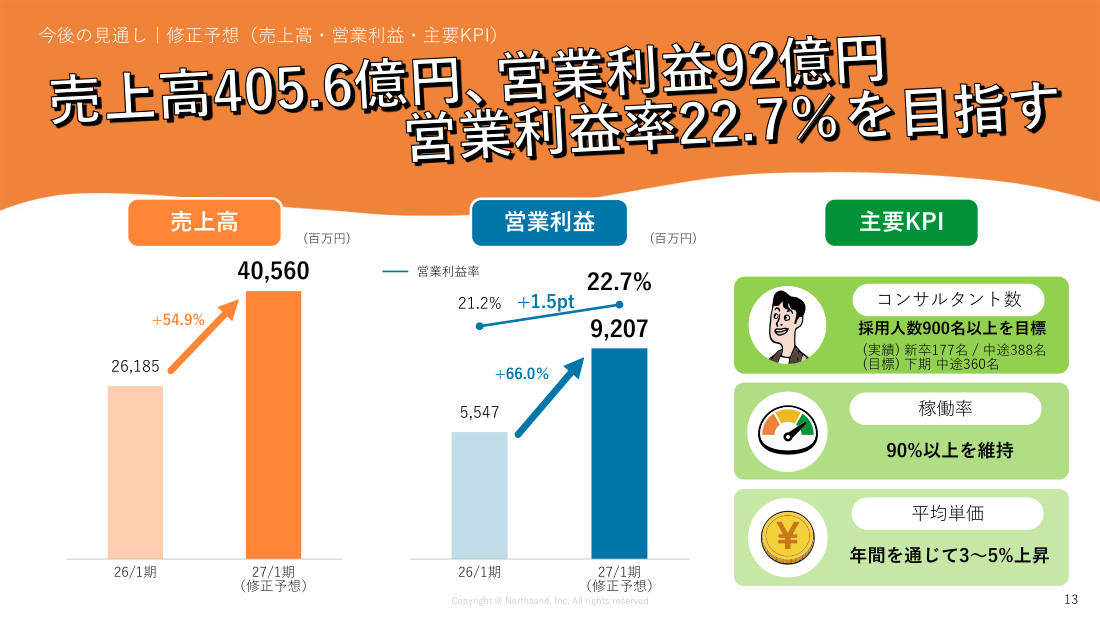 今後の見通し｜修正予想（売上高・営業利益・主要KPI）
売上高405.6億円、営業利益92億円
営業利益率22.7%を目指す
売上高
（百万円）
40,560
+54.9%
26,185
26/1期
27/1期
（修正予想）
営業利益
（百万円）
営業利益率
22.7%
21.2%
+1.5pt
9,207
+66.0%
5,547
26/1期
27/1期
（修正予想）
主要KPI
コンサルタント数
採用人数900名以上を目標
（実績）新卒177名 / 中途388名
（目標）下期 中途360名
稼働率
90%以上を維持
平均単価
年間を通じて3～5%上昇
Copyright @ Northsand, Inc. All rights reserved
13